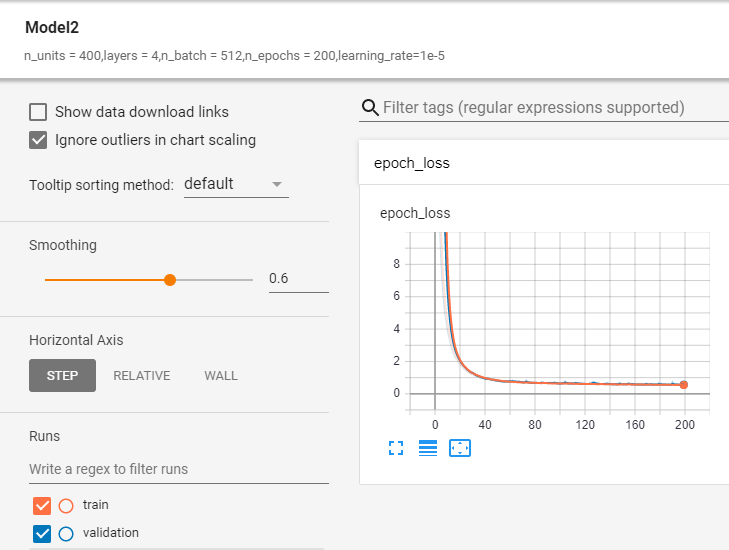 Model2
n_units = 400,layers = 4,n_batch = 512,n_epochs = 200,learning_rate=1e-5
Show data download links
Ignore outliers in chart scaling
Tooltip sorting method: default
Smoothing
0.6
Horizontal Axis
STEP RELATIVE WALL
Runs
Write a regex to filter runs
train
validation
Filter tags (regular expressions supported)
epoch_loss
epoch_loss
8
6
4
2
0
0 40 80 120 160 200